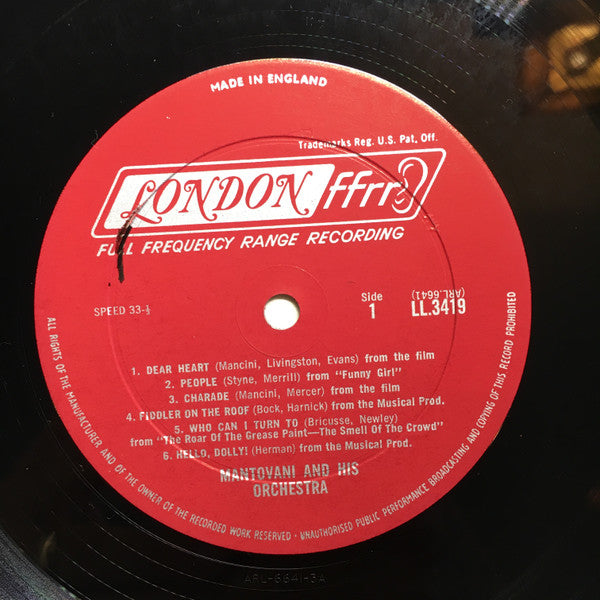 MADE IN ENGLAND
Trademarks Reg. U.S. Pat. Off.
LONDON ffrr
FULL FREQUENCY RANGE RECORDING
SPEED 33-⅓
Side
1
(ARL.6641)
LL.3419
1. DEAR HEART (Mancini, Livingston, Evans) from the film
2. PEOPLE (Styne, Merrill) from "Funny Girl"
3. CHARADE (Mancini, Mercer) from the film
4. FIDDLER ON THE ROOF (Bock, Harnick) from the Musical Prod.
5. WHO CAN I TURN TO (Bricusse, Newley)
from "The Roar Of The Grease Paint—The Smell Of The Crowd"
6. HELLO, DOLLY! (Herman) from the Musical Prod.
MANTOVANI AND HIS
ORCHESTRA
ALL RIGHTS OF THE MANUFACTURER AND OF THE OWNER OF THE RECORDED WORK RESERVED · UNAUTHORISED PUBLIC PERFORMANCE BROADCASTING AND COPYING OF THIS RECORD PROHIBITED
ARL-6641-3A